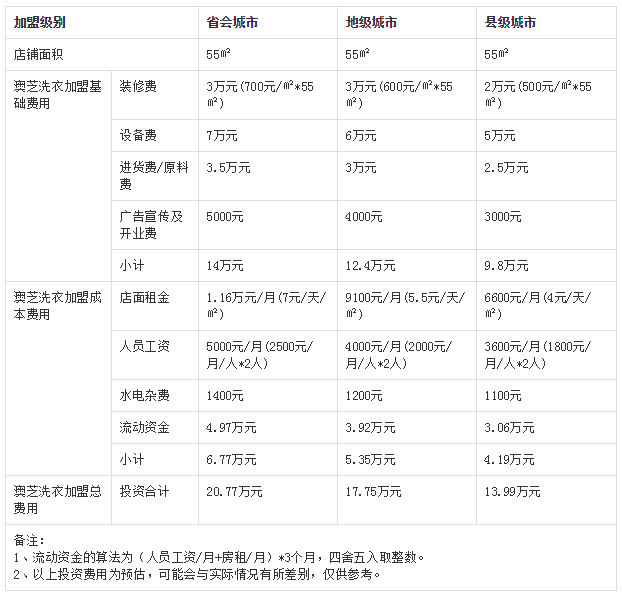 加盟级别 省会城市 地级城市 县级城市
店铺面积 55㎡ 55㎡ 55㎡
澳芝洗衣加盟基 装修费 3万元(700元/㎡*55 3万元(600元/㎡*55 2万元(500元/㎡*55
础费用 ㎡) ㎡) ㎡)
设备费 7万元 6万元 5万元
进货费/原料 3.5万元 3万元 2.5万元
费
广告宣传及 5000元 4000元 3000元
开业费
小计 14万元 12.4万元 9.8万元
澳芝洗衣加盟成 店面租金 1.16万元/月(7元/天/ 9100元/月(5.5元/天/ 6600元/月(4元/天/
本费用 ㎡) ㎡) ㎡)
人员工资 5000元/月(2500元/ 4000元/月(2000元/ 3600元/月(1800元/
月/人*2人) 月/人*2人) 月/人*2人)
水电杂费 1400元 1200元 1100元
流动资金 4.97万元 3.92万元 3.06万元
小计 6.77万元 5.35万元 4.19万元
澳芝洗衣加盟总 投资合计 20.77万元 17.75万元 13.99万元
费用
备注：
1、流动资金的算法为（人员工资/月+房租/月）*3个月，四舍五入取整数。
2、以上投资费用为预估，可能会与实际情况有所差别，仅供参考。